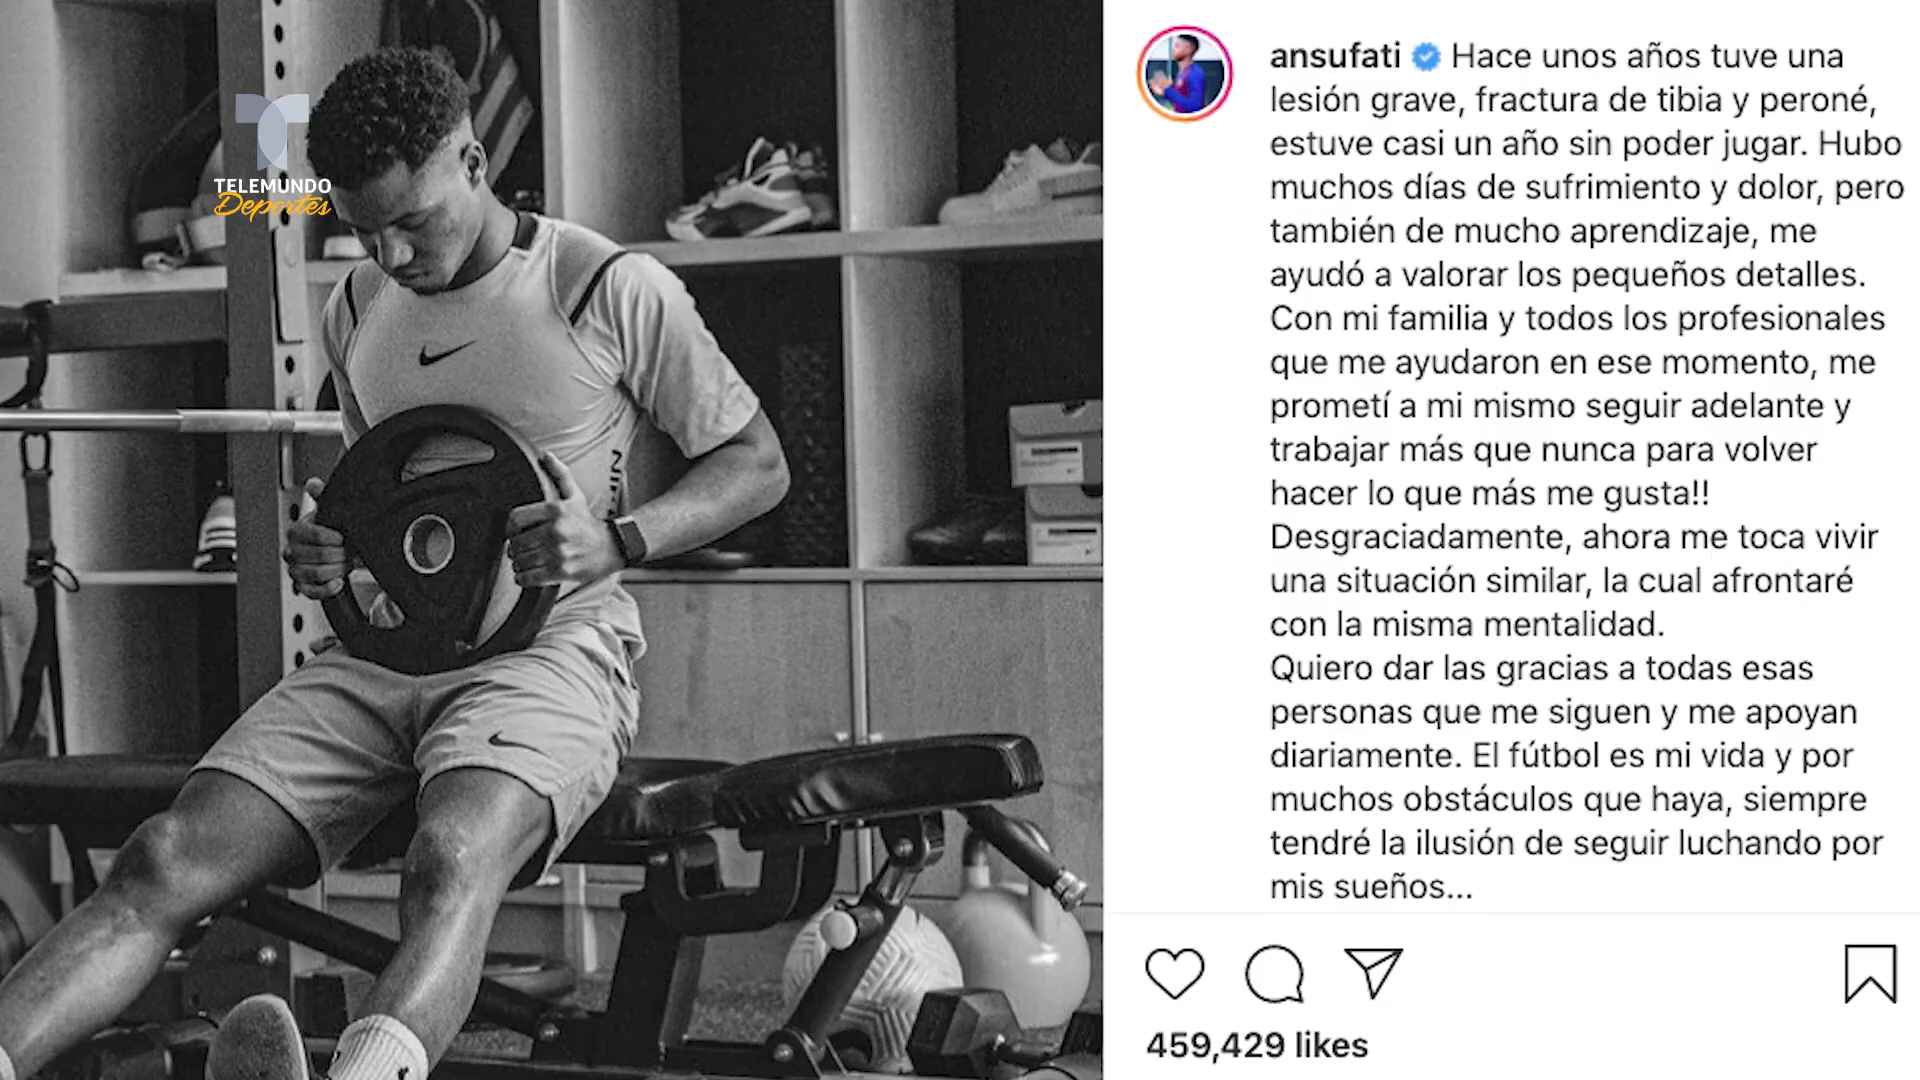 TELEMUNDO
Deportes
ansufati Hace unos años tuve una
lesión grave, fractura de tibia y peroné,
estuve casi un año sin poder jugar. Hubo
muchos días de sufrimiento y dolor, pero
también de mucho aprendizaje, me
ayudó a valorar los pequeños detalles.
Con mi familia y todos los profesionales
que me ayudaron en ese momento, me
prometí a mi mismo seguir adelante y
trabajar más que nunca para volver
hacer lo que más me gusta!!
Desgraciadamente, ahora me toca vivir
una situación similar, la cual afrontaré
con la misma mentalidad.
Quiero dar las gracias a todas esas
personas que me siguen y me apoyan
diariamente. El fútbol es mi vida y por
muchos obstáculos que haya, siempre
tendré la ilusión de seguir luchando por
mis sueños...
459,429 likes